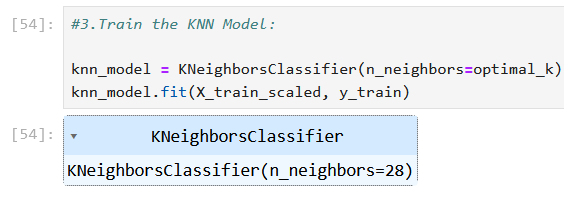 [54]: #3.Train the KNN Model:
knn_model = KNeighborsClassifier(n_neighbors=optimal_k)
knn_model.fit(X_train_scaled, y_train)
[54]: ▾ KNeighborsClassifier
KNeighborsClassifier(n_neighbors=28)